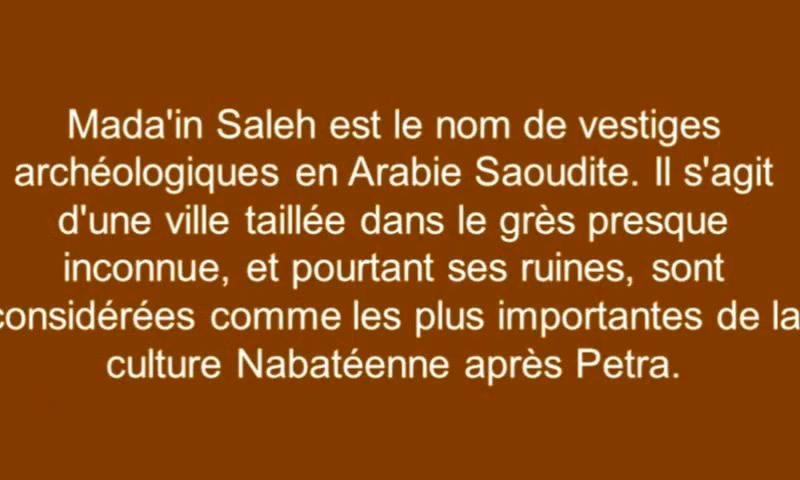 Mada'in Saleh est le nom de vestiges
archéologiques en Arabie Saoudite. Il s'agit
d'une ville taillée dans le grès presque
inconnue, et pourtant ses ruines, sont
considérées comme les plus importantes de la
culture Nabatéenne après Petra.